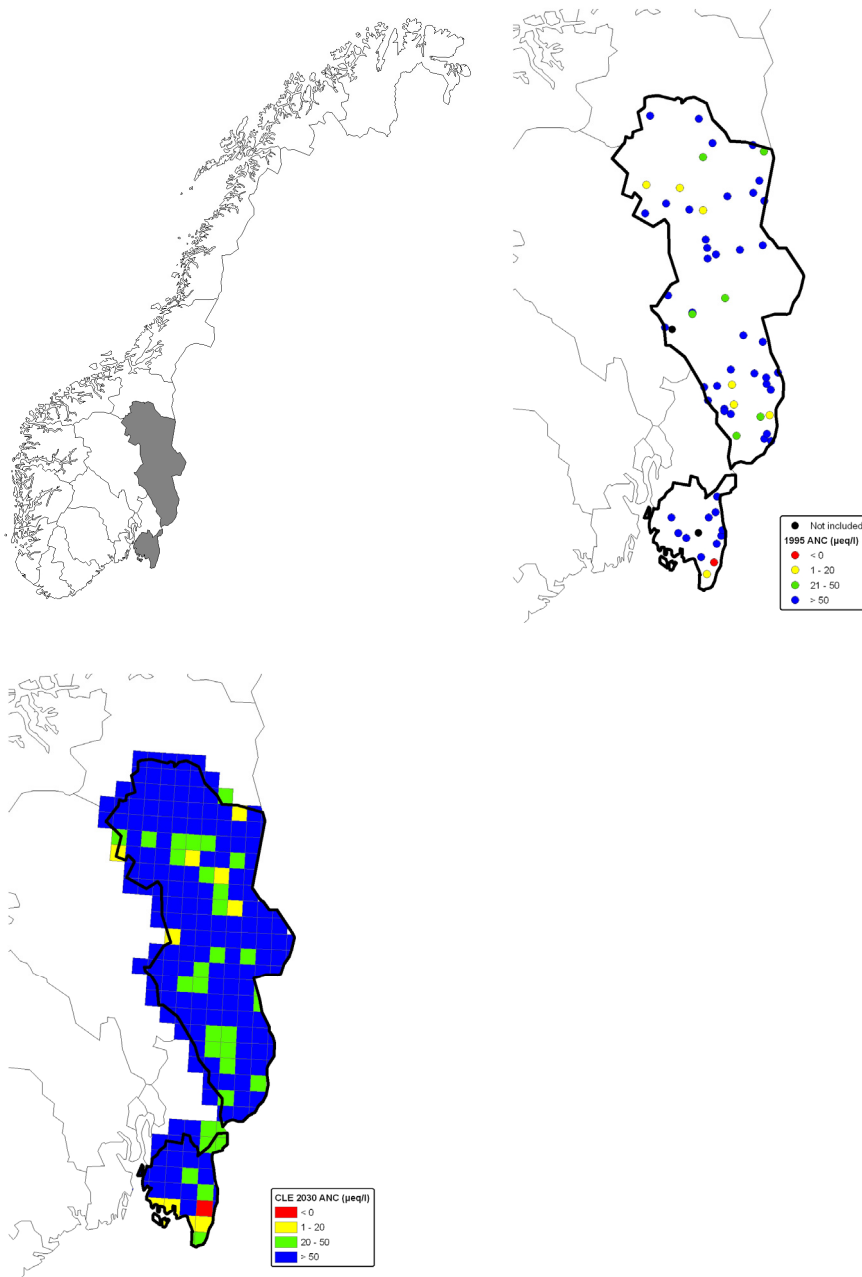 Not included
1995 ANC (µeq/l)
< 0
1 - 20
21 - 50
> 50
CLE 2030 ANC (µeq/l)
< 0
1 - 20
20 - 50
> 50